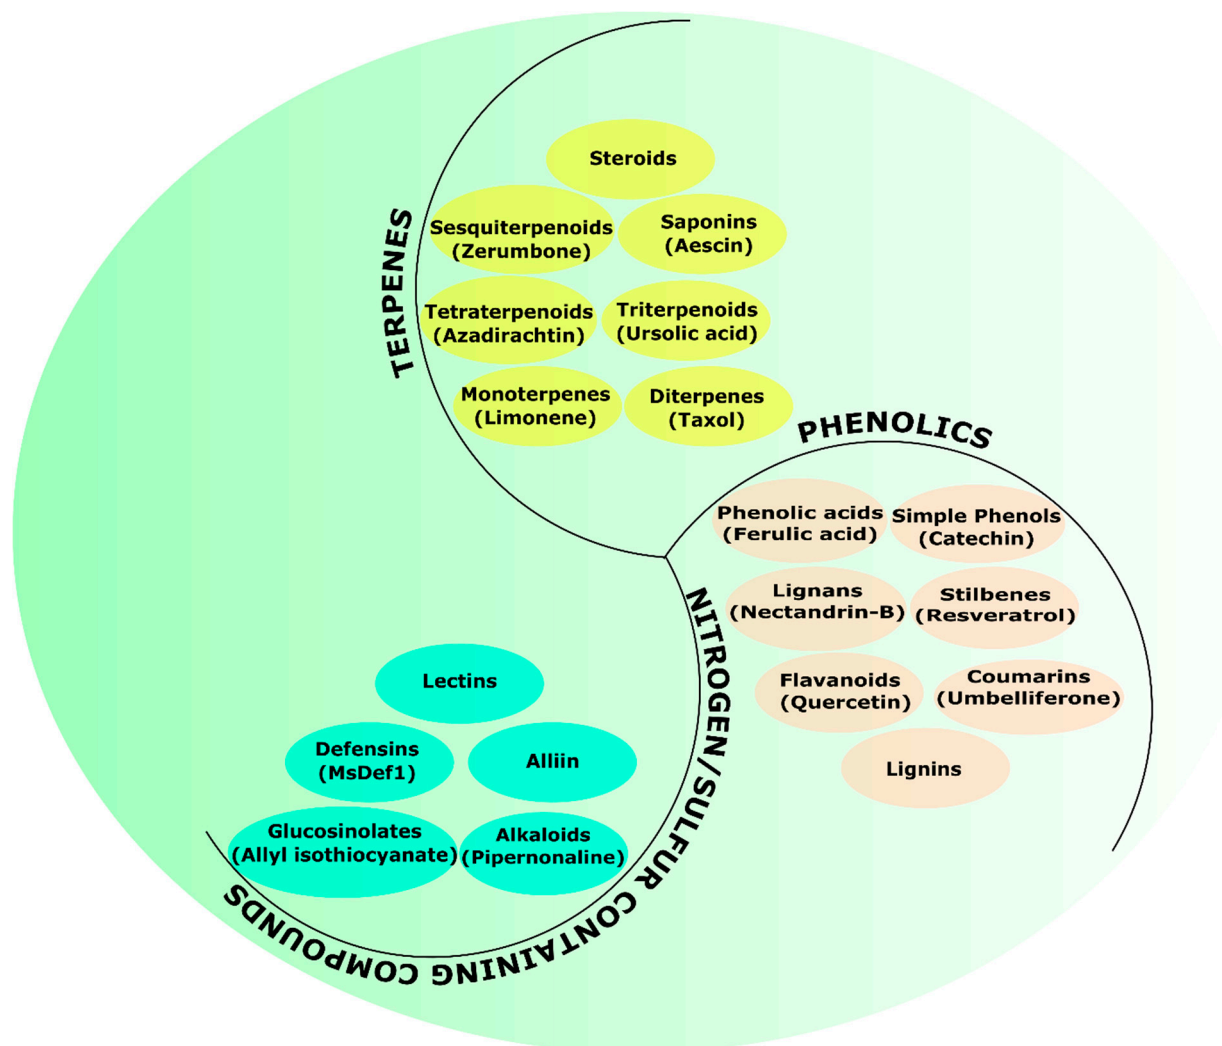 TERPENES
Steroids
Sesquiterpenoids
(Zerumbone)
Saponins
(Aescin)
Tetraterpenoids
(Azadirachtin)
Triterpenoids
(Ursolic acid)
Monoterpenes
(Limonene)
Diterpenes
(Taxol)
PHENOLICS
Phenolic acids
(Ferulic acid)
Simple Phenols
(Catechin)
Lignans
(Nectandrin-B)
Stilbenes
(Resveratrol)
Flavanoids
(Quercetin)
Coumarins
(Umbelliferone)
Lignins
NITROGEN/SULFUR CONTAINING COMPOUNDS
Lectins
Defensins
(MsDef1)
Alliin
Glucosinolates
(Allyl isothiocyanate)
Alkaloids
(Pipernonaline)